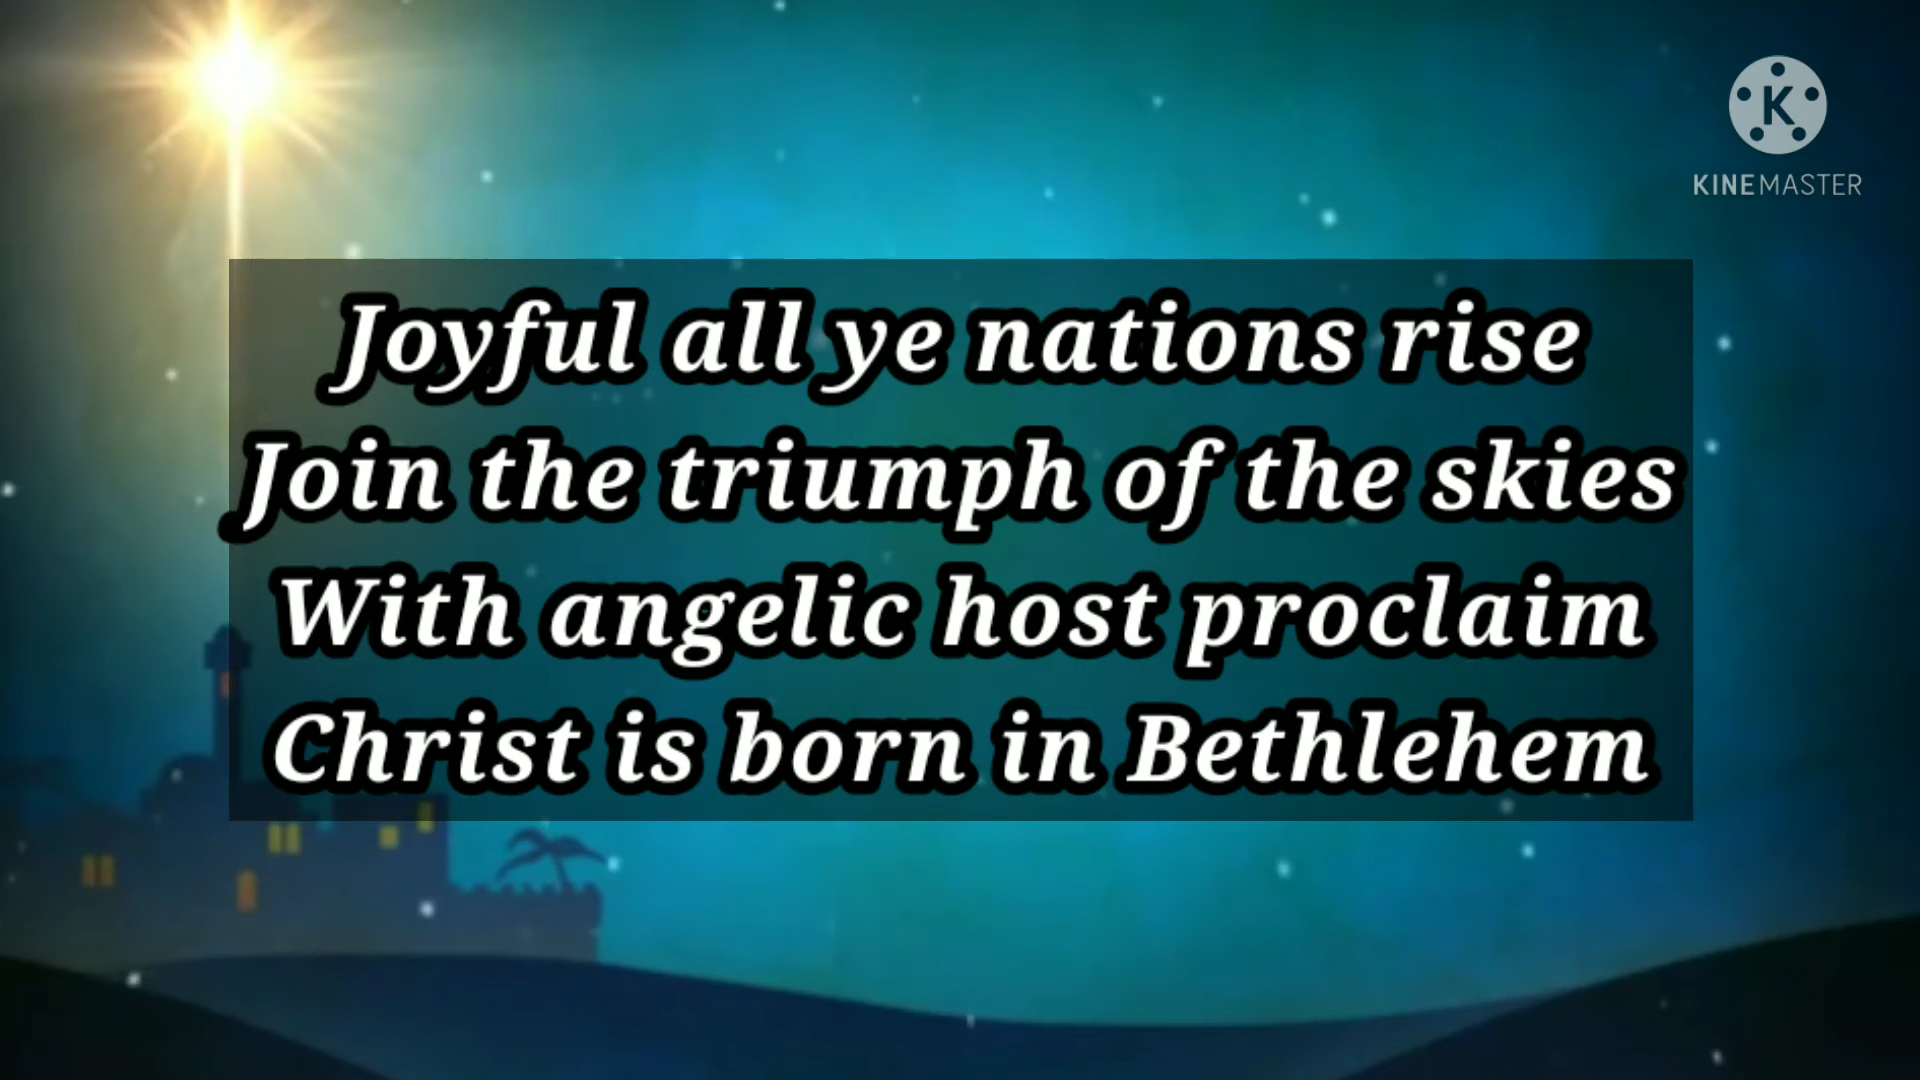 K
KINEMASTER
Joyful all ye nations rise
Join the triumph of the skies
With angelic host proclaim
Christ is born in Bethlehem